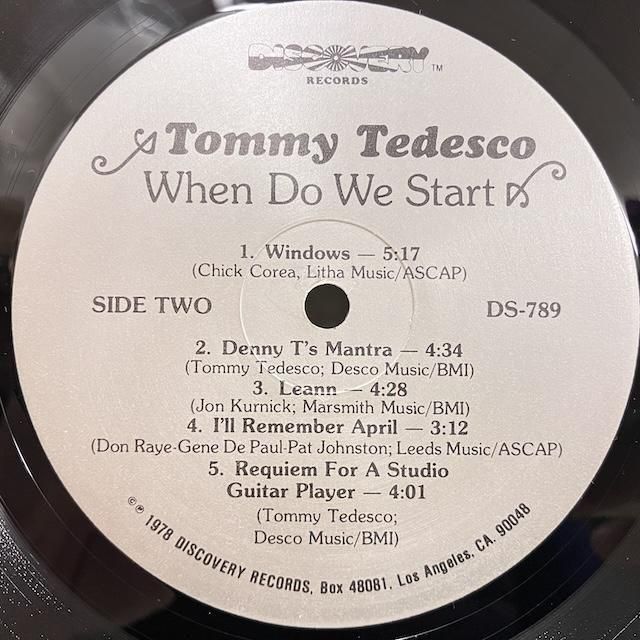 DISCOVERY TM
RECORDS
Tommy Tedesco
When Do We Start
1. Windows — 5:17
(Chick Corea, Litha Music/ASCAP)
SIDE TWO DS-789
2. Denny T's Mantra — 4:34
(Tommy Tedesco; Desco Music/BMI)
3. Leann — 4:28
(Jon Kurnick; Marsmith Music/BMI)
4. I'll Remember April — 3:12
(Don Raye-Gene De Paul-Pat Johnston; Leeds Music/ASCAP)
5. Requiem For A Studio
Guitar Player — 4:01
(Tommy Tedesco;
Desco Music/BMI)
©℗ 1978 DISCOVERY RECORDS, Box 48081, Los Angeles, CA. 90048